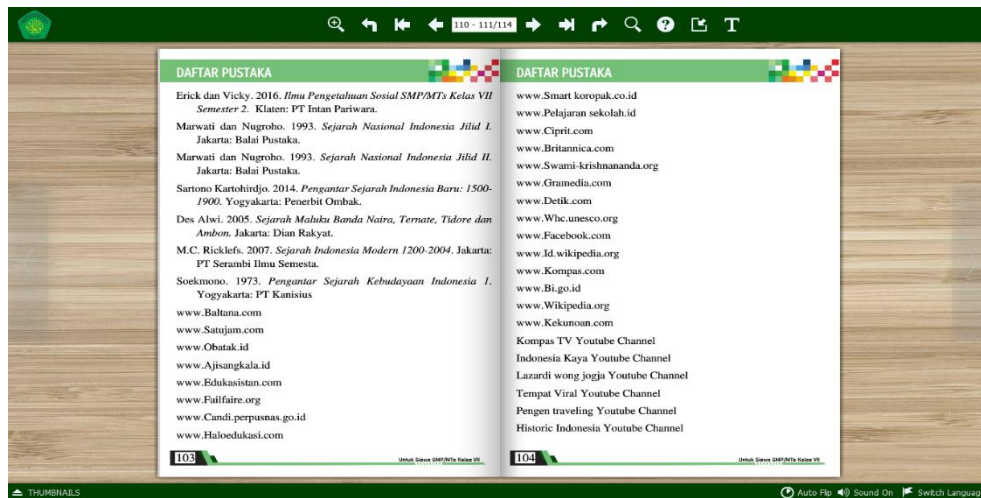 110 - 111/114
DAFTAR PUSTAKA
Erick dan Vicky. 2016. Ilmu Pengetahuan Sosial SMP/MTs Kelas VII
Semester 2. Klaten: PT Intan Pariwara.
Marwati dan Nugroho. 1993. Sejarah Nasional Indonesia Jilid I.
Jakarta: Balai Pustaka.
Marwati dan Nugroho. 1993. Sejarah Nasional Indonesia Jilid II.
Jakarta: Balai Pustaka.
Sartono Kartohirdjo. 2014. Pengantar Sejarah Indonesia Baru: 1500-
1900. Yogyakarta: Penerbit Ombak.
Des Alwi. 2005. Sejarah Maluku Banda Naira, Ternate, Tidore dan
Ambon. Jakarta: Dian Rakyat.
M.C. Ricklefs. 2007. Sejarah Indonesia Modern 1200-2004. Jakarta:
PT Serambi Ilmu Semesta.
Soekmono. 1973. Pengantar Sejarah Kebudayaan Indonesia 1.
Yogyakarta: PT Kanisius
www.Baltana.com
www.Satujam.com
www.Obatak.id
www.Ajisangkala.id
www.Edukasistan.com
www.Failfaire.org
www.Candi.perpusnas.go.id
www.Haloedukasi.com
103
Untuk Siswa SMP/MTs Kelas VII
DAFTAR PUSTAKA
www.Smart koropak.co.id
www.Pelajaran sekolah.id
www.Ciprit.com
www.Britannica.com
www.Swami-krishnananda.org
www.Gramedia.com
www.Detik.com
www.Whc.unesco.org
www.Facebook.com
www.Id.wikipedia.org
www.Kompas.com
www.Bi.go.id
www.Wikipedia.org
www.Kekunoan.com
Kompas TV Youtube Channel
Indonesia Kaya Youtube Channel
Lazardi wong jogja Youtube Channel
Tempat Viral Youtube Channel
Pengen traveling Youtube Channel
Historic Indonesia Youtube Channel
104
Untuk Siswa SMP/MTs Kelas VII
THUMBNAILS
Auto Flip Sound On Switch Languag